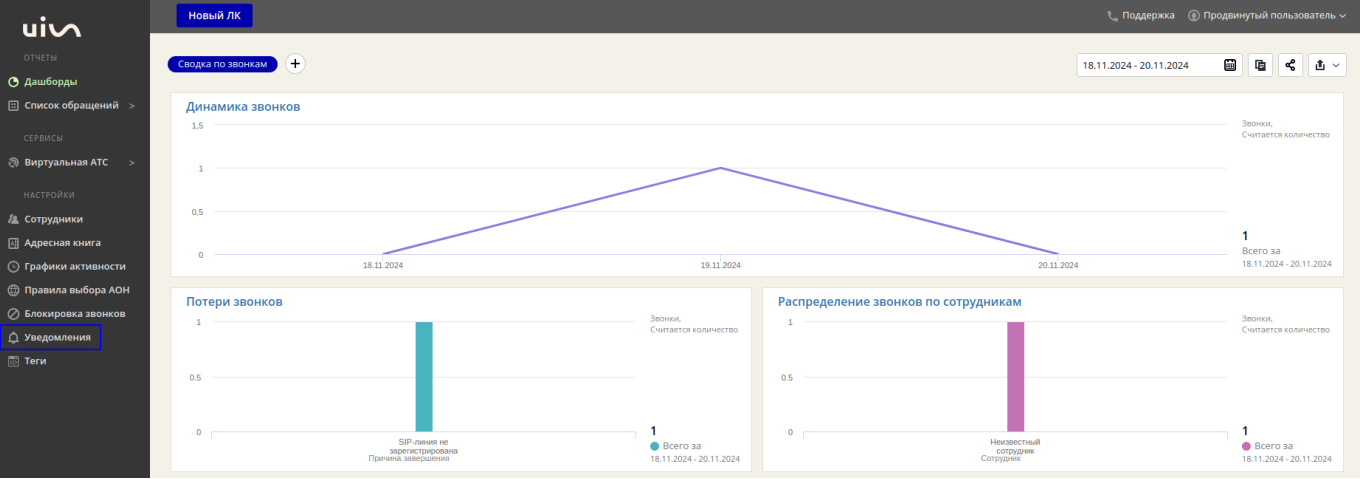 uis
ОТЧЕТЫ
Дашборды
Список обращений >
СЕРВИСЫ
Виртуальная АТС >
НАСТРОЙКИ
Сотрудники
Адресная книга
Графики активности
Правила выбора АОН
Блокировка звонков
Уведомления
Теги
Новый ЛК
Поддержка
Продвинутый пользователь
Сводка по звонкам
+
18.11.2024 - 20.11.2024
Динамика звонков
1,5
1
0,5
0
18.11.2024
19.11.2024
20.11.2024
Звонки,
Считается количество
1
Всего за
18.11.2024 - 20.11.2024
Потери звонков
1
0.5
0
SIP-линия не
зарегистрирована
Причина завершения
Звонки,
Считается количество
1
Всего за
18.11.2024 - 20.11.2024
Распределение звонков по сотрудникам
1
0.5
0
Неизвестный
сотрудник
Сотрудник
Звонки,
Считается количество
1
Всего за
18.11.2024 - 20.11.2024